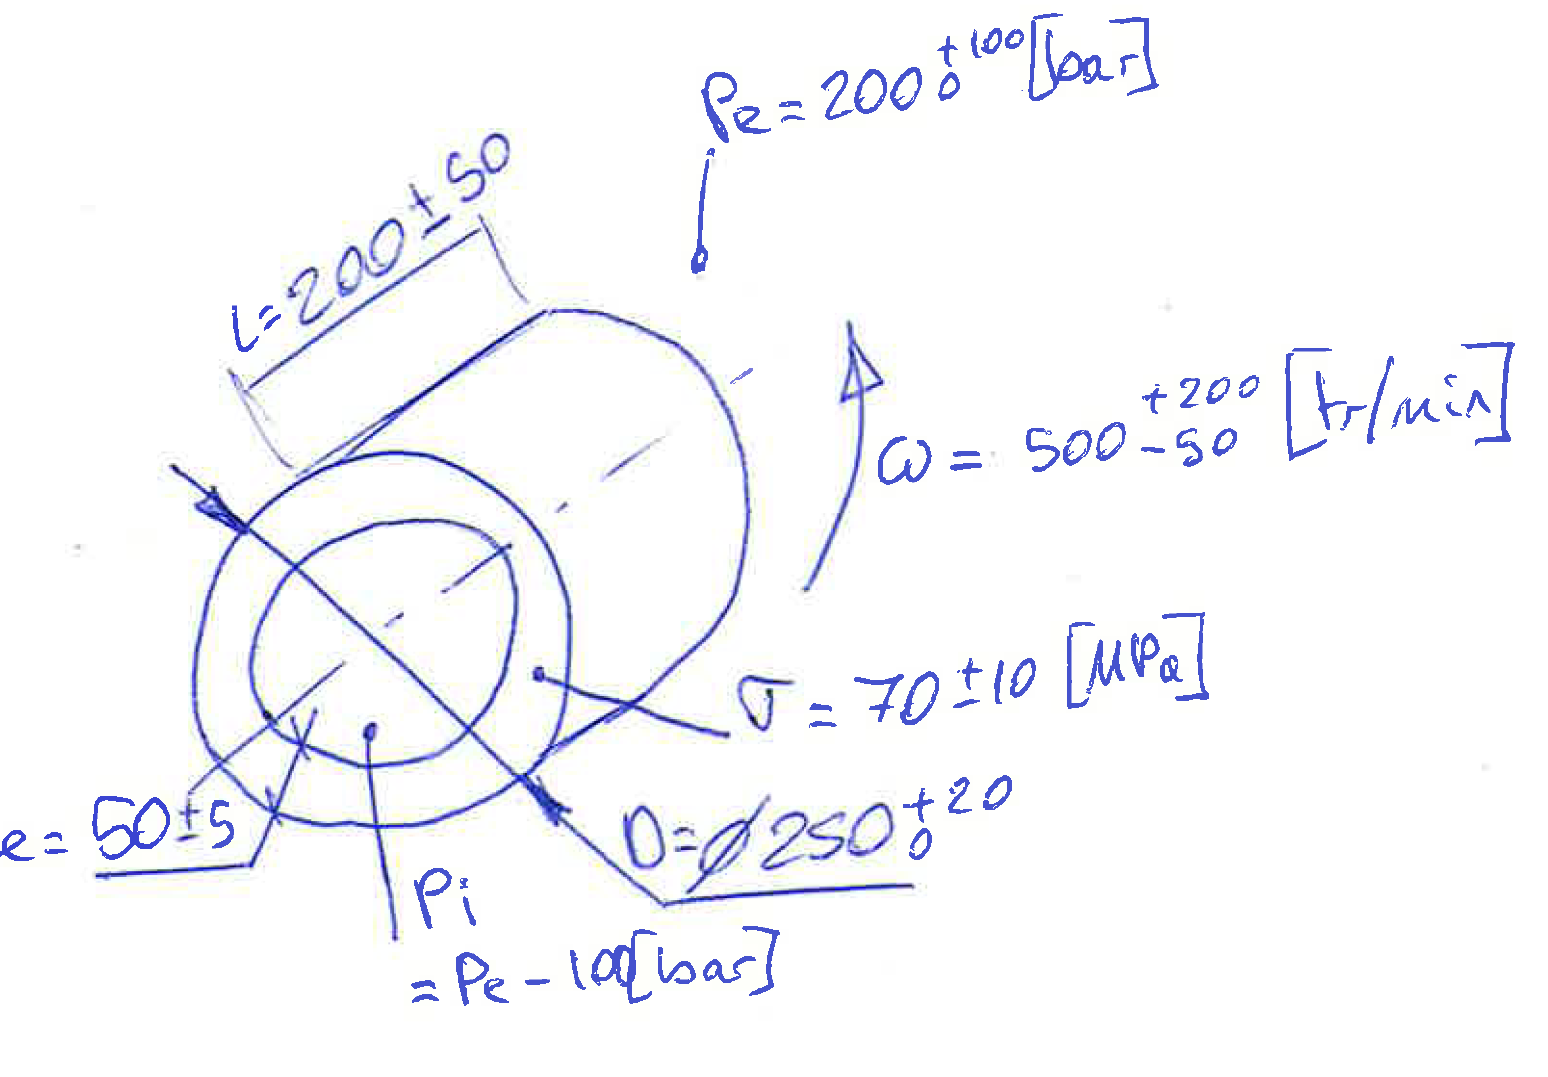 Pe = 200 +100 0 [bar]
L = 200 ± 50
ω = 500 +200 -50 [tr/min]
σ = 70 ± 10 [MPa]
e = 50 ± 5
D = ⌀250 +20 0
Pi
= Pe - 100[bar]